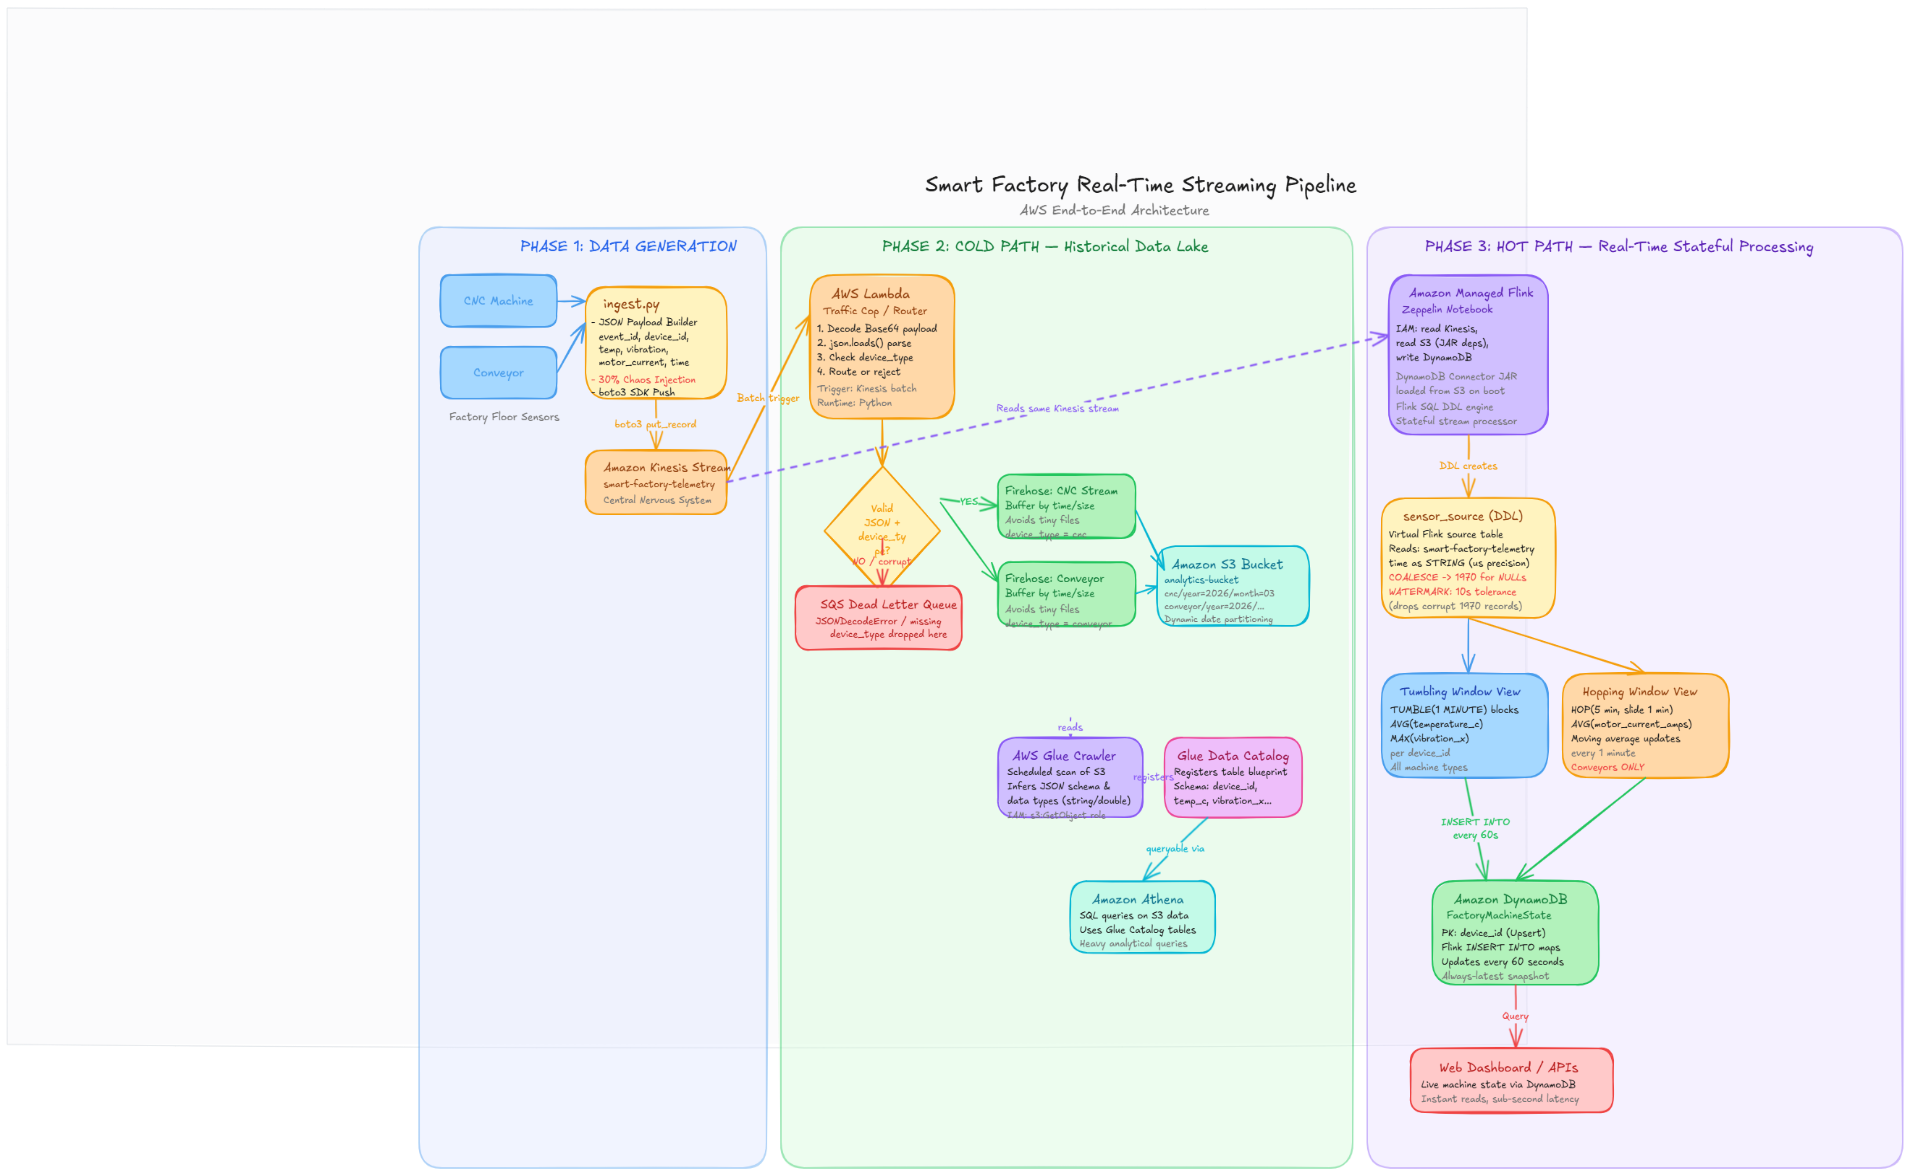 Smart Factory Real-Time Streaming Pipeline
AWS End-to-End Architecture
PHASE 1: DATA GENERATION
CNC Machine
Conveyor
Factory Floor Sensors
ingest.py
- JSON Payload Builder
event_id, device_id,
temp, vibration,
motor_current, time
- 30% Chaos Injection
- boto3 SDK Push
boto3 put_record
Amazon Kinesis Stream
smart-factory-telemetry
Central Nervous System
Batch trigger
Reads same Kinesis stream
PHASE 2: COLD PATH — Historical Data Lake
AWS Lambda
Traffic Cop / Router
1. Decode Base64 payload
2. json.loads() parse
3. Check device_type
4. Route or reject
Trigger: Kinesis batch
Runtime: Python
Valid
JSON +
device_ty
pe?
NO / corrupt
YES
SQS Dead Letter Queue
JSONDecodeError / missing
device_type dropped here
Firehose: CNC Stream
Buffer by time/size
Avoids tiny files
device_type = cnc
Firehose: Conveyor
Buffer by time/size
Avoids tiny files
device_type = conveyor
Amazon S3 Bucket
analytics-bucket
cnc/year=2026/month=03
conveyor/year=2026/...
Dynamic date partitioning
reads
AWS Glue Crawler
Scheduled scan of S3
Infers JSON schema &
data types (string/double)
IAM: s3:GetObject role
registers
Glue Data Catalog
Registers table blueprint
Schema: device_id,
temp_c, vibration_x...
queryable via
Amazon Athena
SQL queries on S3 data
Uses Glue Catalog tables
Heavy analytical queries
PHASE 3: HOT PATH — Real-Time Stateful Processing
Amazon Managed Flink
Zeppelin Notebook
IAM: read Kinesis,
read S3 (JAR deps),
write DynamoDB
DynamoDB Connector JAR
loaded from S3 on boot
Flink SQL DDL engine
Stateful stream processor
DDL creates
sensor_source (DDL)
Virtual Flink source table
Reads: smart-factory-telemetry
time as STRING (us precision)
COALESCE -> 1970 for NULLs
WATERMARK: 10s tolerance
(drops corrupt 1970 records)
Tumbling Window View
TUMBLE(1 MINUTE) blocks
AVG(temperature_c)
MAX(vibration_x)
per device_id
All machine types
Hopping Window View
HOP(5 min, slide 1 min)
AVG(motor_current_amps)
Moving average updates
every 1 minute
Conveyors ONLY
INSERT INTO
every 60s
Amazon DynamoDB
FactoryMachineState
PK: device_id (Upsert)
Flink INSERT INTO maps
Updates every 60 seconds
Always-latest snapshot
Query
Web Dashboard / APIs
Live machine state via DynamoDB
Instant reads, sub-second latency